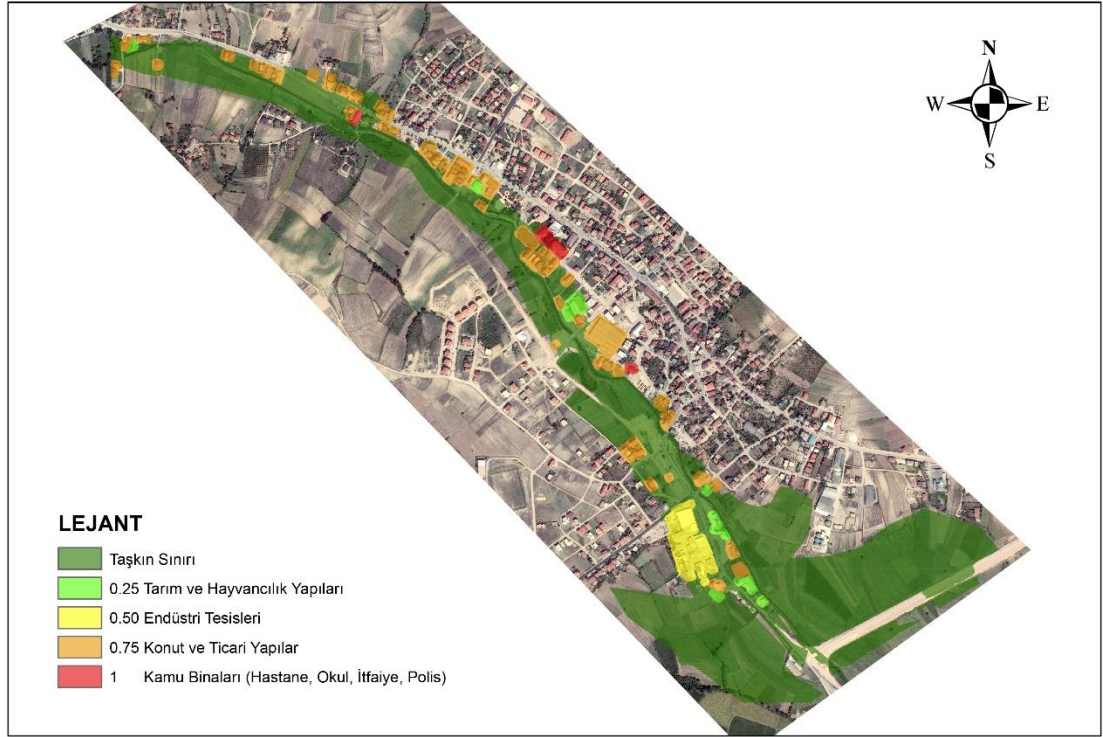 N
W E
S
LEJANT
Taşkın Sınırı
0.25 Tarım ve Hayvancılık Yapıları
0.50 Endüstri Tesisleri
0.75 Konut ve Ticari Yapılar
1 Kamu Binaları (Hastane, Okul, İtfaiye, Polis)